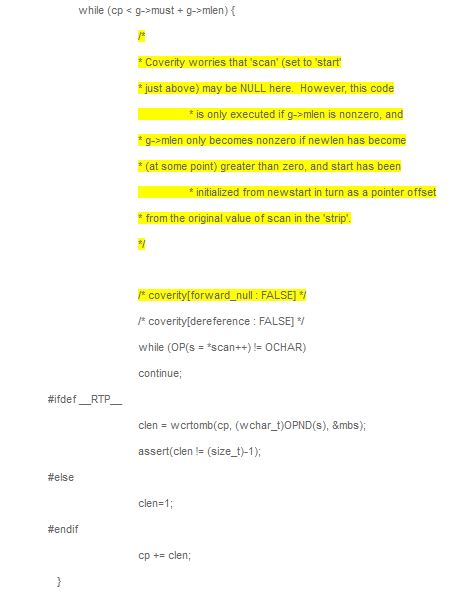 while (cp < g->must + g->mlen) {
/*
* Coverity worries that 'scan' (set to 'start'
* just above) may be NULL here.  However, this code
* is only executed if g->mlen is nonzero, and
* g->mlen only becomes nonzero if newlen has become
* (at some point) greater than zero, and start has been
* initialized from newstart in turn as a pointer offset
* from the original value of scan in the 'strip'.
*/
/* coverity[forward_null : FALSE] */
/* coverity[dereference : FALSE] */
while (OP(s = *scan++) != OCHAR)
continue;
#ifdef __RTP__
clen = wcrtomb(cp, (wchar_t)OPND(s), &mbs);
assert(clen != (size_t)-1);
#else
clen=1;
#endif
cp += clen;
}